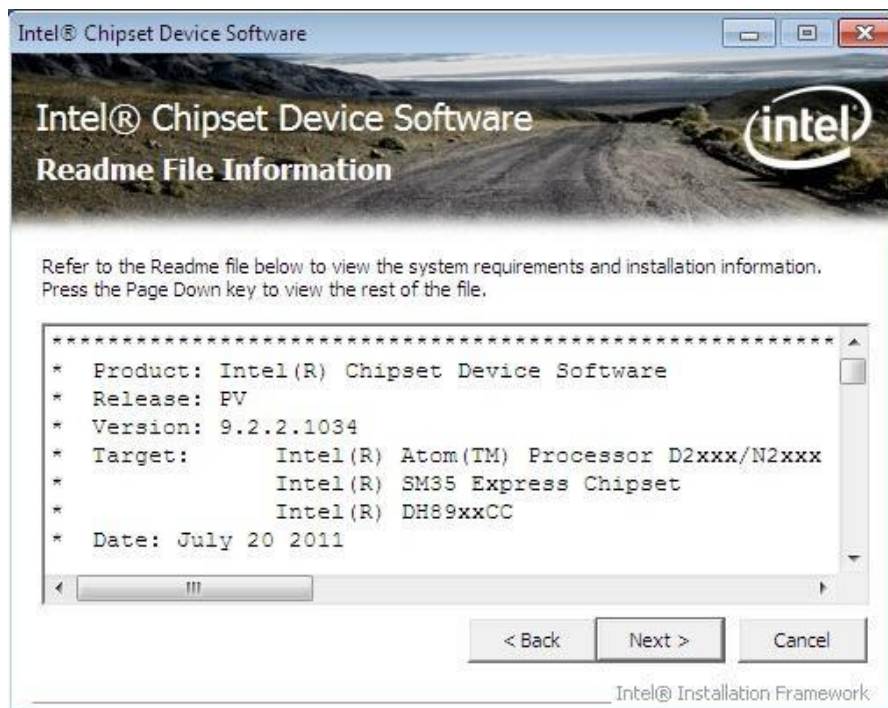 Intel® Chipset Device Software
Intel® Chipset Device Software
intel
Readme File Information
Refer to the Readme file below to view the system requirements and installation information.
Press the Page Down key to view the rest of the file.
********************************************************
* Product: Intel(R) Chipset Device Software
* Release: PV
* Version: 9.2.2.1034
* Target: Intel(R) Atom(TM) Processor D2xxx/N2xxx
* Intel(R) SM35 Express Chipset
* Intel(R) DH89xxCC
* Date: July 20 2011
< Back Next > Cancel
Intel® Installation Framework